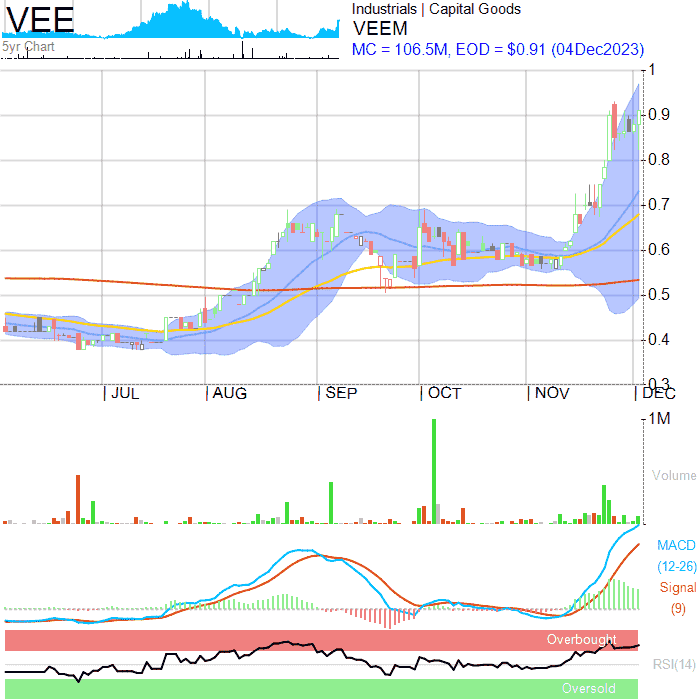 VEE
5yr Chart
Industrials | Capital Goods
VEEM
MC = 106.5M, EOD = $0.91 (04Dec2023)
1
0.9
0.8
0.7
0.6
0.5
0.4
0.3
JUL AUG SEP OCT NOV DEC
1M
Volume
MACD
(12-26)
Signal
(9)
Overbought
RSI(14)
Oversold